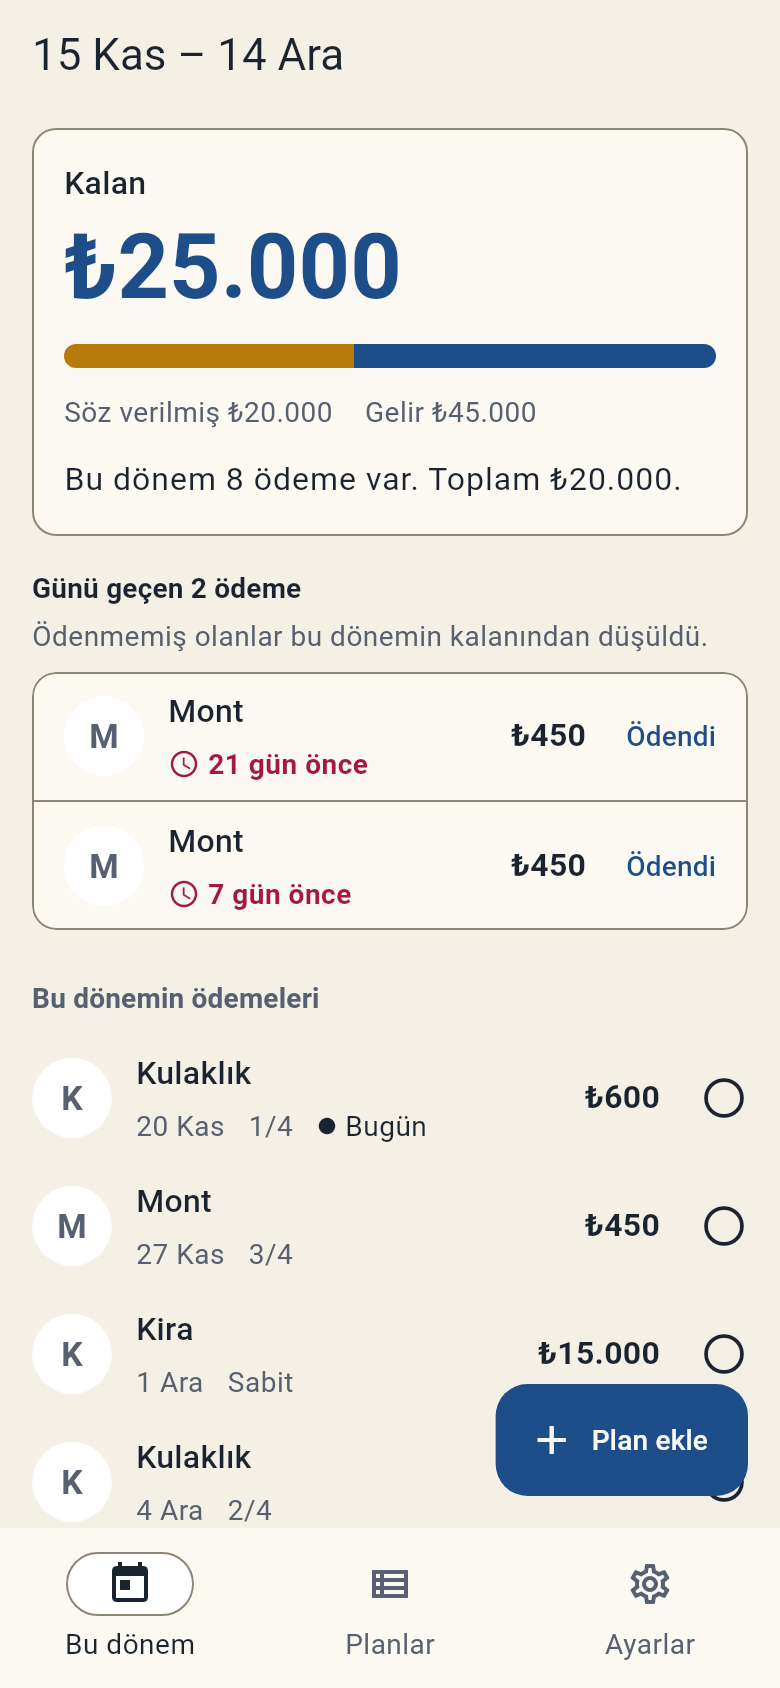 15 Kas – 14 Ara
Kalan
₺25.000
Söz verilmiş ₺20.000 Gelir ₺45.000
Bu dönem 8 ödeme var. Toplam ₺20.000.
Günü geçen 2 ödeme
Ödenmemiş olanlar bu dönemin kalanından düşüldü.
M Mont ₺450 Ödendi
21 gün önce
M Mont ₺450 Ödendi
7 gün önce
Bu dönemin ödemeleri
K Kulaklık ₺600
20 Kas 1/4 Bugün
M Mont ₺450
27 Kas 3/4
K Kira ₺15.000
1 Ara Sabit
Plan ekle
K Kulaklık
4 Ara 2/4
Bu dönem Planlar Ayarlar